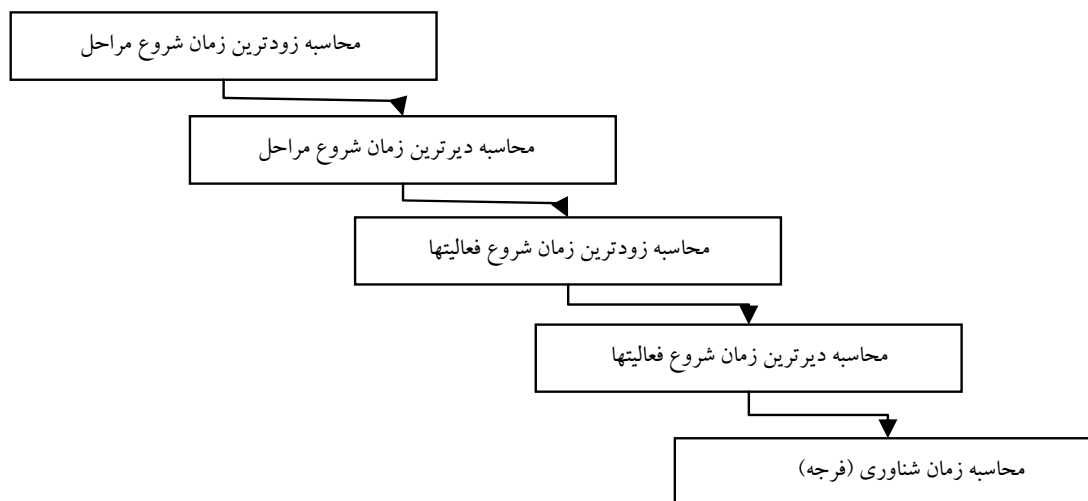 محاسبه زودترین زمان شروع مراحل
محاسبه دیرترین زمان شروع مراحل
محاسبه زودترین زمان شروع فعالیتها
محاسبه دیرترین زمان شروع فعالیتها
محاسبه زمان شناوری (فرجه)